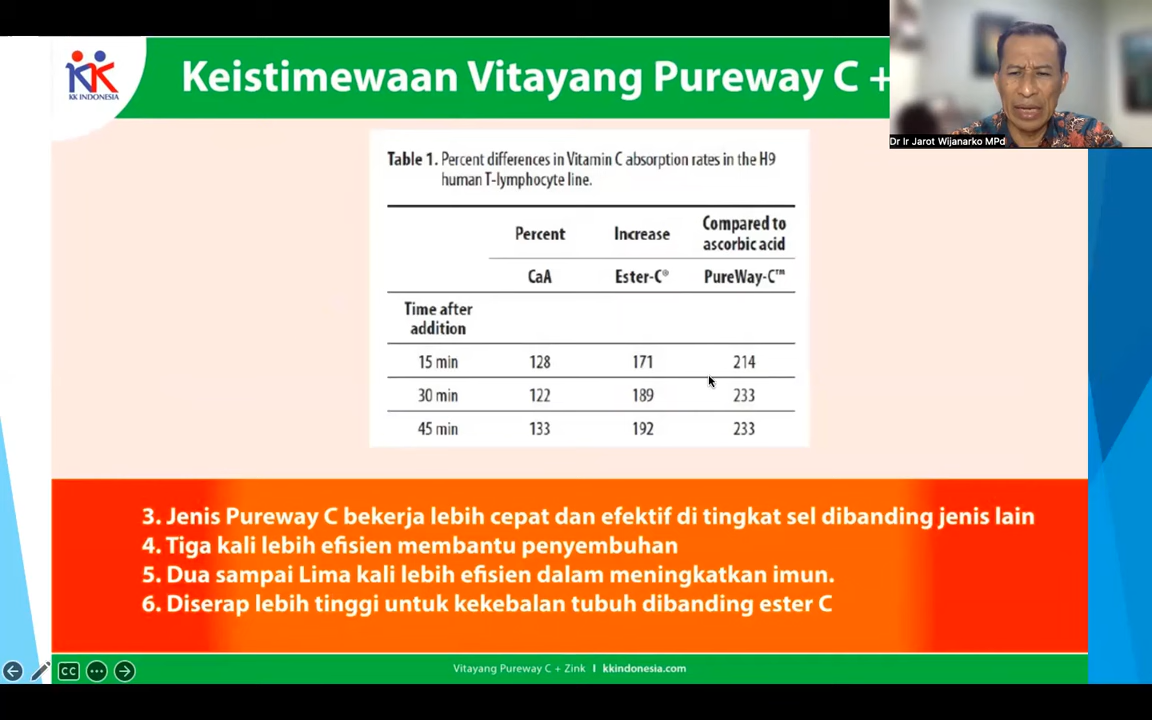 KK INDONESIA
Keistimewaan Vitayang Pureway C +
Dr Ir Jarot Wijanarko MPd
Table 1. Percent differences in Vitamin C absorption rates in the H9
human T-lymphocyte line.
Percent Increase Compared to
ascorbic acid
CaA Ester-C® PureWay-C™
Time after
addition
15 min 128 171 214
30 min 122 189 233
45 min 133 192 233
3. Jenis Pureway C bekerja lebih cepat dan efektif di tingkat sel dibanding jenis lain
4. Tiga kali lebih efisien membantu penyembuhan
5. Dua sampai Lima kali lebih efisien dalam meningkatkan imun.
6. Diserap lebih tinggi untuk kekebalan tubuh dibanding ester C
CC
Vitayang Pureway C + Zink I kkindonesia.com